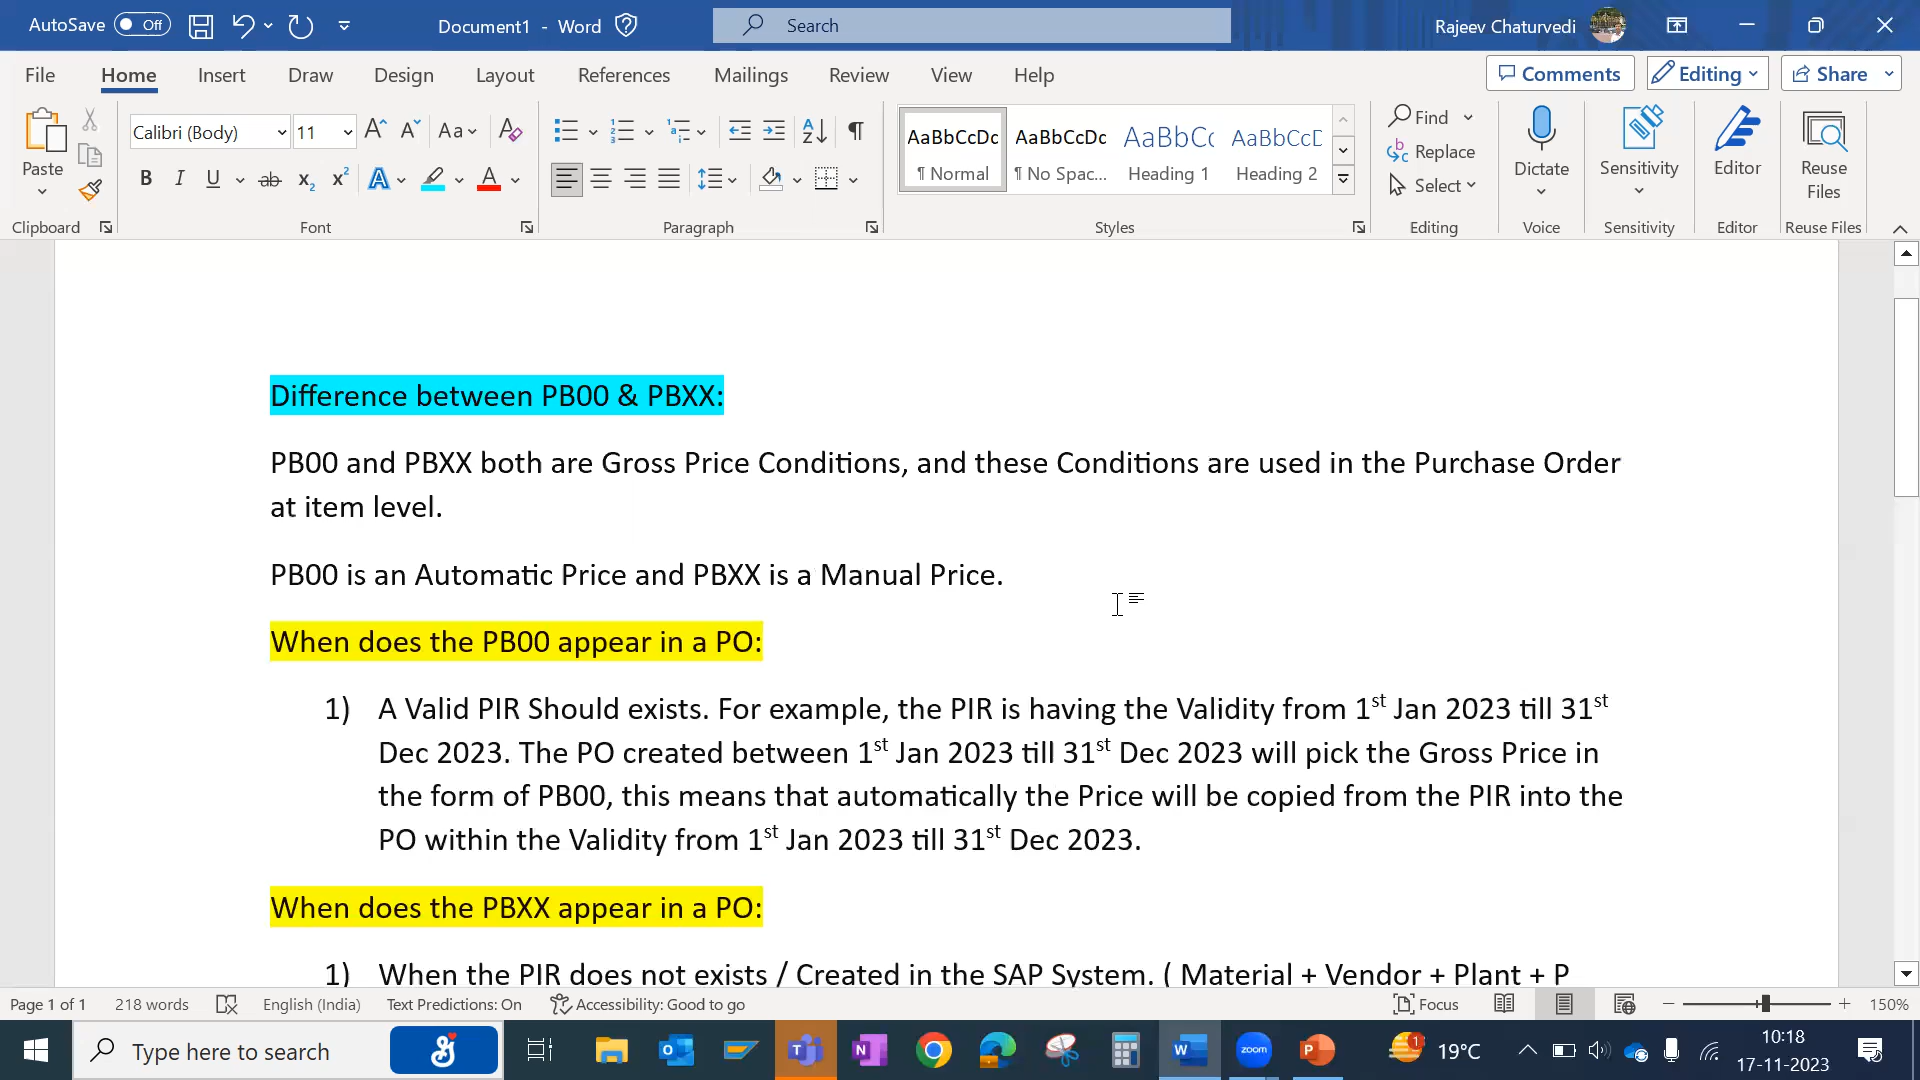 AutoSave Off Document1 - Word Search Rajeev Chaturvedi
File Home Insert Draw Design Layout References Mailings Review View Help Comments Editing Share
Paste Calibri (Body) 11 Aa AaBbCcDc AaBbCcDc AaBbCc AaBbCcD Find Replace Select Dictate Sensitivity Editor Reuse Files
¶ Normal ¶ No Spac... Heading 1 Heading 2
Clipboard Font Paragraph Styles Editing Voice Sensitivity Editor Reuse Files
Difference between PB00 & PBXX:
PB00 and PBXX both are Gross Price Conditions, and these Conditions are used in the Purchase Order
at item level.
PB00 is an Automatic Price and PBXX is a Manual Price.
When does the PB00 appear in a PO:
1) A Valid PIR Should exists. For example, the PIR is having the Validity from 1st Jan 2023 till 31st
Dec 2023. The PO created between 1st Jan 2023 till 31st Dec 2023 will pick the Gross Price in
the form of PB00, this means that automatically the Price will be copied from the PIR into the
PO within the Validity from 1st Jan 2023 till 31st Dec 2023.
When does the PBXX appear in a PO:
1) When the PIR does not exists / Created in the SAP System. ( Material + Vendor + Plant + P
Page 1 of 1 218 words English (India) Text Predictions: On Accessibility: Good to go Focus 150%
Type here to search zoom 19°C 10:18
17-11-2023